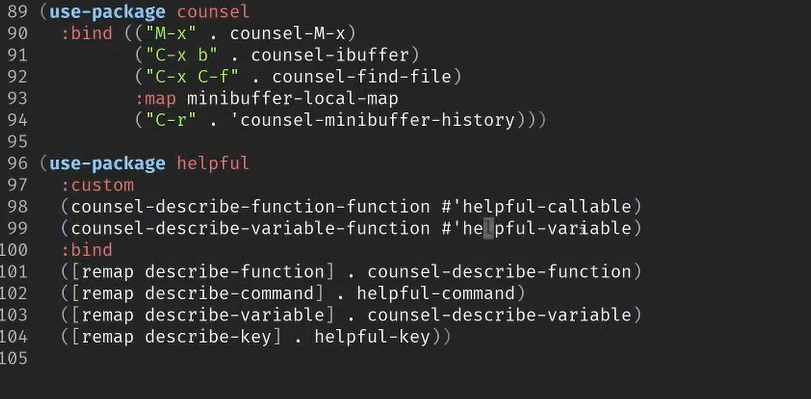 89 (use-package counsel
90   :bind (("M-x" . counsel-M-x)
91          ("C-x b" . counsel-ibuffer)
92          ("C-x C-f" . counsel-find-file)
93          :map minibuffer-local-map
94          ("C-r" . 'counsel-minibuffer-history)))
95
96 (use-package helpful
97   :custom
98   (counsel-describe-function-function #'helpful-callable)
99   (counsel-describe-variable-function #'helpful-variable)
100   :bind
101   ([remap describe-function] . counsel-describe-function)
102   ([remap describe-command] . helpful-command)
103   ([remap describe-variable] . counsel-describe-variable)
104   ([remap describe-key] . helpful-key))
105